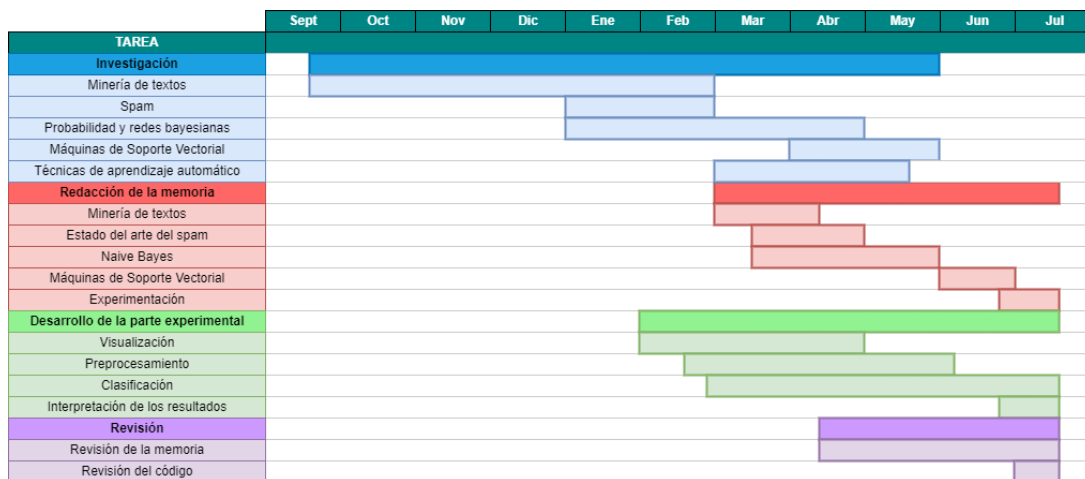 Sept Oct Nov Dic Ene Feb Mar Abr May Jun Jul
TAREA
Investigación
Minería de textos
Spam
Probabilidad y redes bayesianas
Máquinas de Soporte Vectorial
Técnicas de aprendizaje automático
Redacción de la memoria
Minería de textos
Estado del arte del spam
Naive Bayes
Máquinas de Soporte Vectorial
Experimentación
Desarrollo de la parte experimental
Visualización
Preprocesamiento
Clasificación
Interpretación de los resultados
Revisión
Revisión de la memoria
Revisión del código